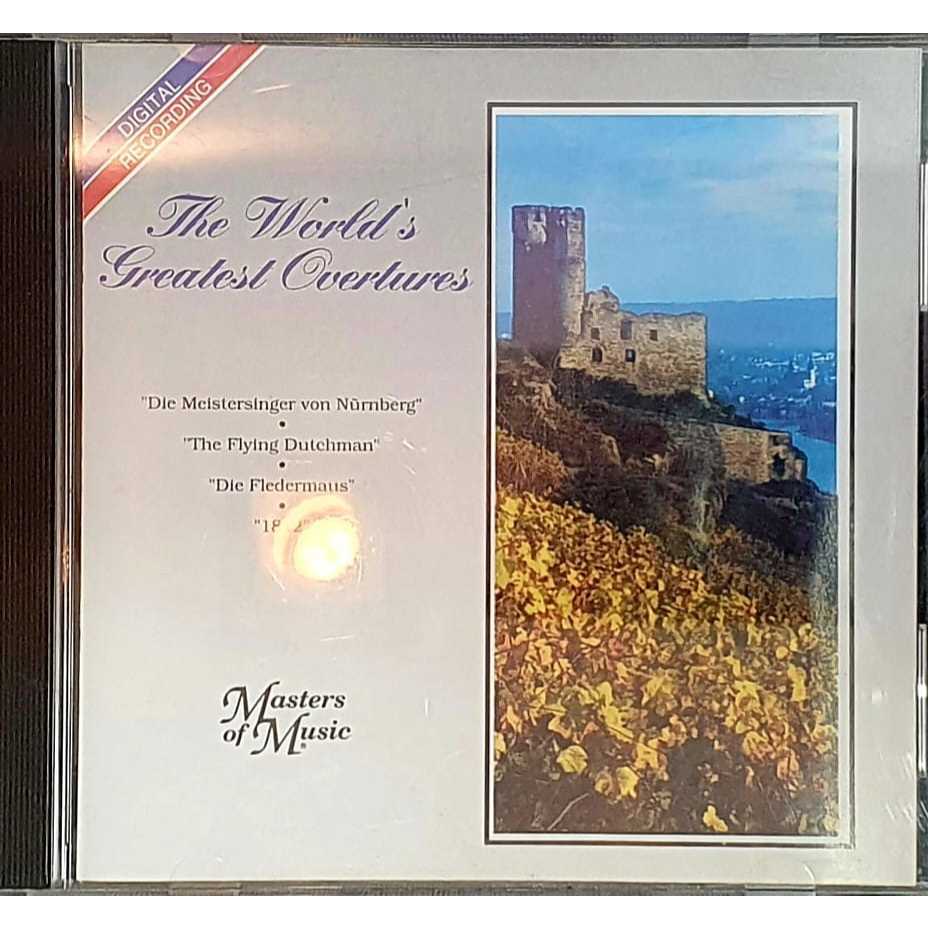 DIGITAL
RECORDING
The World's
Greatest Overtures
"Die Meistersinger von Nürnberg"
•
"The Flying Dutchman"
•
"Die Fledermaus"
•
Masters
of Music®